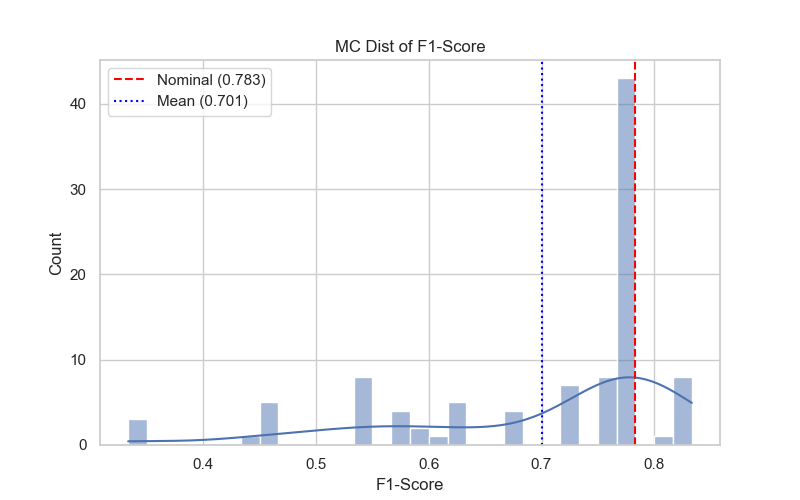 MC Dist of F1-Score
Nominal (0.783)
Mean (0.701)
Count
40
30
20
10
0
0.4 0.5 0.6 0.7 0.8
F1-Score